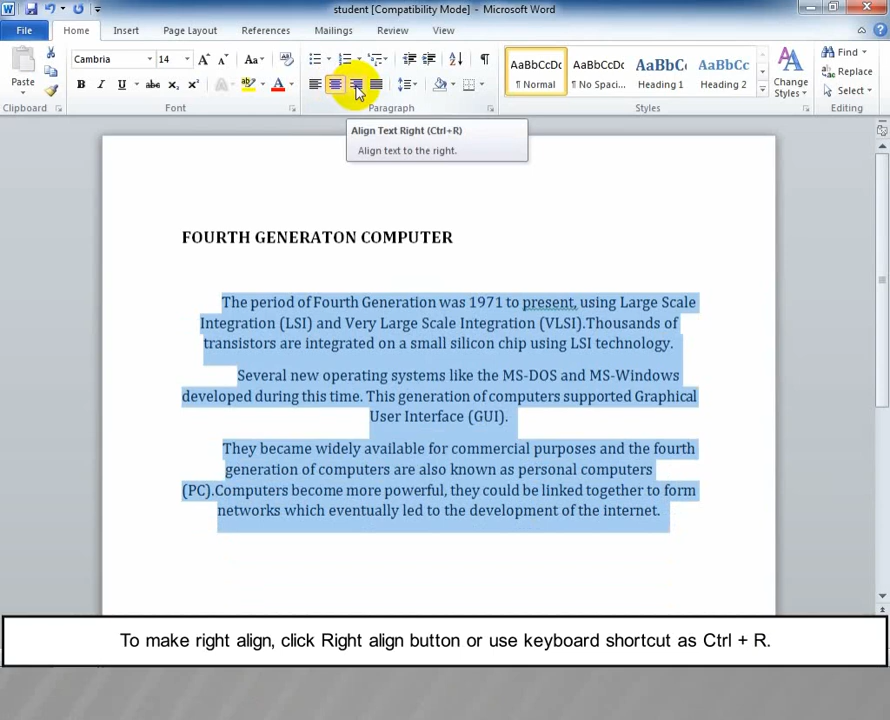 student [Compatibility Mode] - Microsoft Word
File Home Insert Page Layout References Mailings Review View
Cambria 14 Aa
Paste
B I U abc X₂ X² A ab A
AaBbCcDc AaBbCcDc AaBbC AaBbCc
¶ Normal ¶ No Spaci... Heading 1 Heading 2
Change Styles
Find
Replace
Select
Clipboard Font Paragraph Styles Editing
Align Text Right (Ctrl+R)
Align text to the right.
FOURTH GENERATON COMPUTER
The period of Fourth Generation was 1971 to present, using Large Scale
Integration (LSI) and Very Large Scale Integration (VLSI).Thousands of
transistors are integrated on a small silicon chip using LSI technology.
Several new operating systems like the MS-DOS and MS-Windows
developed during this time. This generation of computers supported Graphical
User Interface (GUI).
They became widely available for commercial purposes and the fourth
generation of computers are also known as personal computers
(PC).Computers become more powerful, they could be linked together to form
networks which eventually led to the development of the internet.
To make right align, click Right align button or use keyboard shortcut as Ctrl + R.